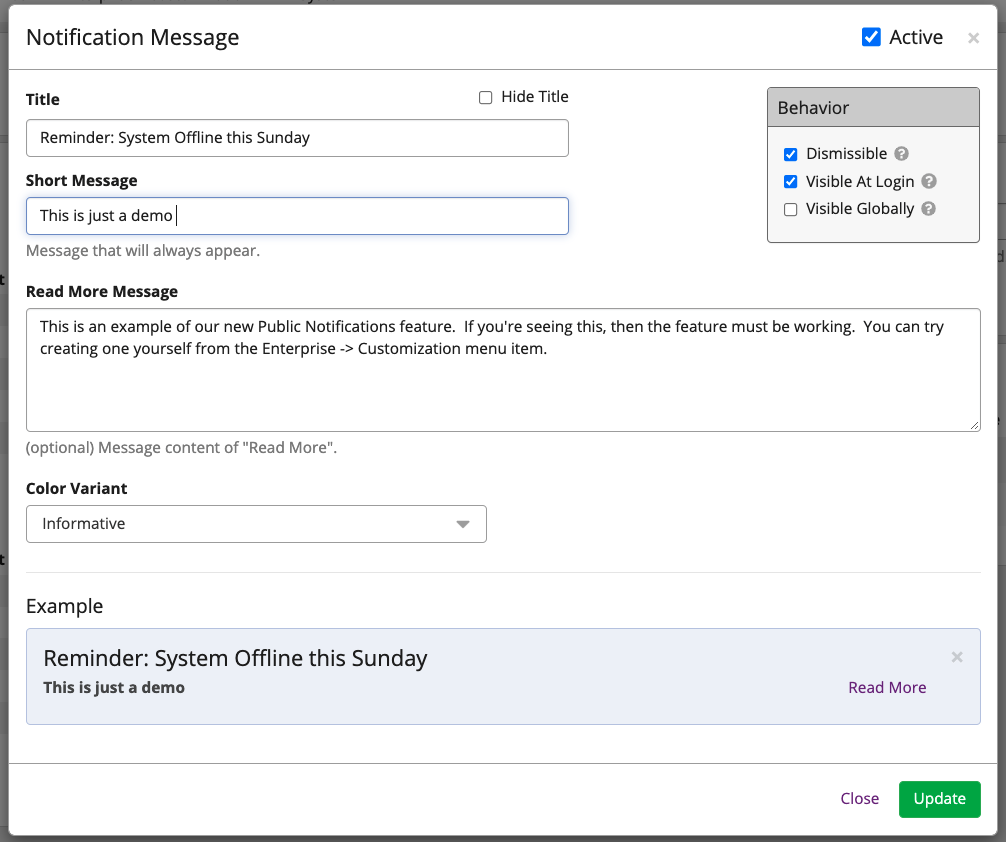 Notification Message
Active
×
Title
Hide Title
Reminder: System Offline this Sunday
Short Message
This is just a demo
Message that will always appear.
Behavior
Dismissible ?
Visible At Login ?
Visible Globally ?
Read More Message
This is an example of our new Public Notifications feature.  If you're seeing this, then the feature must be working.  You can try
creating one yourself from the Enterprise -> Customization menu item.
(optional) Message content of "Read More".
Color Variant
Informative
Example
Reminder: System Offline this Sunday
×
This is just a demo
Read More
Close
Update